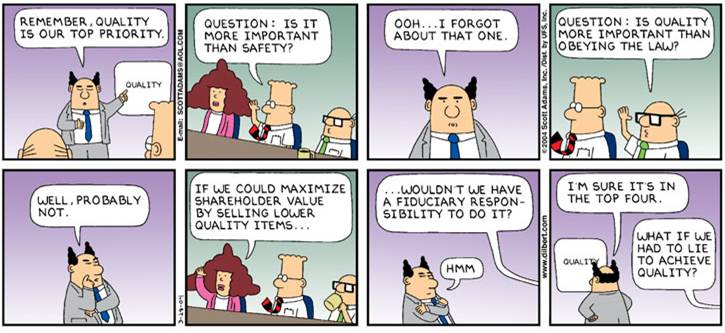 REMEMBER, QUALITY
IS OUR TOP PRIORITY.
QUALITY
E-mail: SCOTTADAMS@AOL.COM
QUESTION: IS IT
MORE IMPORTANT
THAN SAFETY?
OOH...I FORGOT
ABOUT THAT ONE.
© 2004 Scott Adams, Inc./Dist. by UFS, Inc.
QUESTION: IS QUALITY
MORE IMPORTANT THAN
OBEYING THE LAW?
WELL, PROBABLY
NOT.
IF WE COULD MAXIMIZE
SHAREHOLDER VALUE
BY SELLING LOWER
QUALITY ITEMS...
...WOULDN'T WE HAVE
A FIDUCIARY RESPON-
SIBILITY TO DO IT?
HMM
www.dilbert.com
I'M SURE IT'S IN
THE TOP FOUR.
QUALITY
WHAT IF WE
HAD TO LIE
TO ACHIEVE
QUALITY?